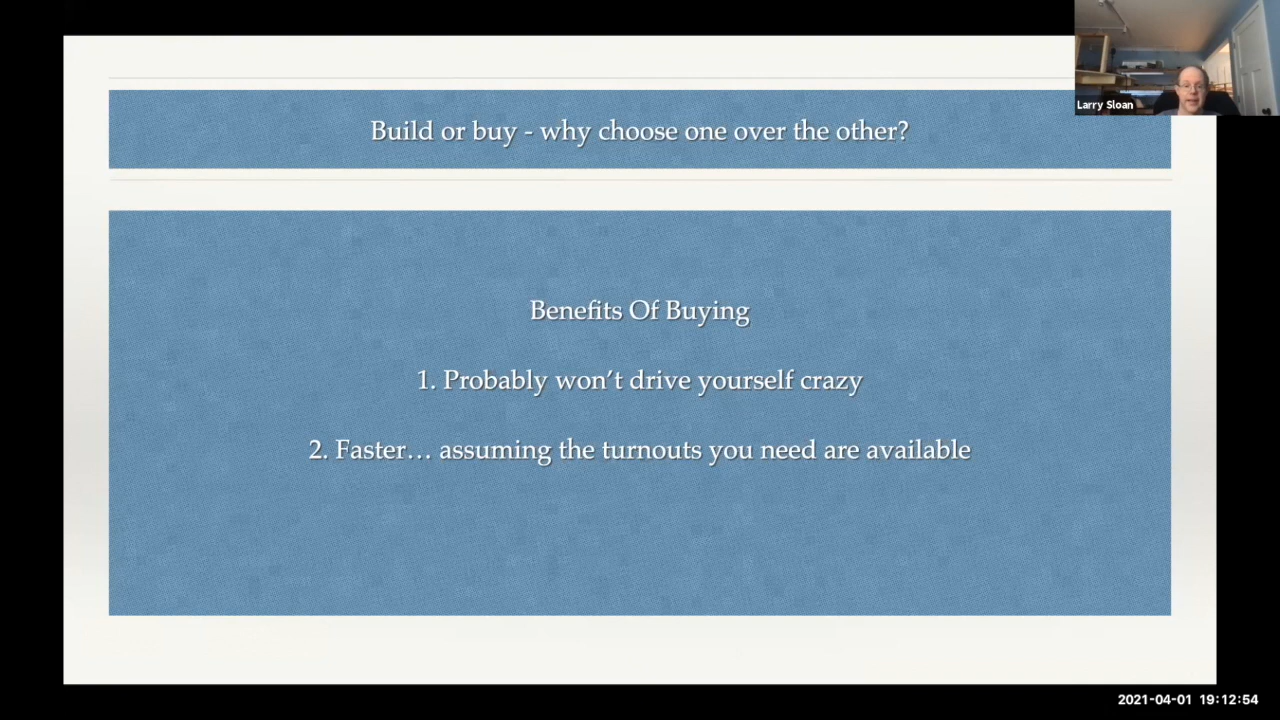 Larry Sloan
Build or buy - why choose one over the other?
Benefits Of Buying
1. Probably won’t drive yourself crazy
2. Faster… assuming the turnouts you need are available
2021-04-01 19:12:54